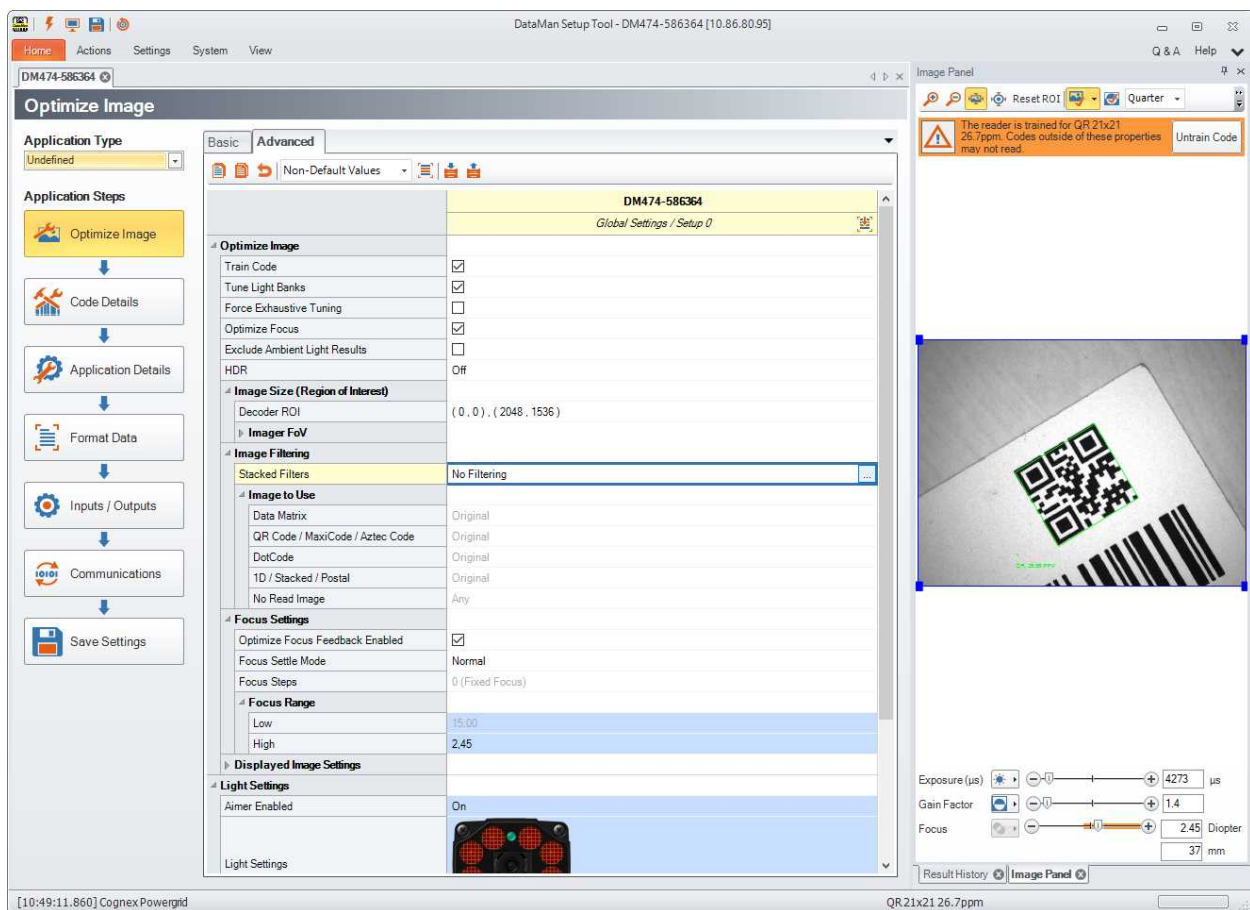 DataMan Setup Tool - DM474-586364 [10.86.80.95]
Home Actions Settings System View
Q & A Help
DM474-586364
Optimize Image
Application Type
Undefined
Application Steps
Optimize Image
Code Details
Application Details
Format Data
Inputs / Outputs
Communications
Save Settings
Basic Advanced
Non-Default Values
DM474-586364
Global Settings / Setup 0
Optimize Image
Train Code
Tune Light Banks
Force Exhaustive Tuning
Optimize Focus
Exclude Ambient Light Results
HDR Off
Image Size (Region of Interest)
Decoder ROI ( 0 , 0 ) , ( 2048 , 1536 )
Imager FoV
Image Filtering
Stacked Filters No Filtering ...
Image to Use
Data Matrix Original
QR Code / MaxiCode / Aztec Code Original
DotCode Original
1D / Stacked / Postal Original
No Read Image Any
Focus Settings
Optimize Focus Feedback Enabled
Focus Settle Mode Normal
Focus Steps 0 (Fixed Focus)
Focus Range
Low 15.00
High 2.45
Displayed Image Settings
Light Settings
Aimer Enabled On
Light Settings
Image Panel
Reset ROI Quarter
The reader is trained for QR 21x21
26.7ppm. Codes outside of these properties
may not read.
Untrain Code
Exposure (µs) 4273 µs
Gain Factor 1.4
Focus 2.45 Diopter
37 mm
Result History Image Panel
[10:49:11.860] Cognex Powergrid
QR 21x21 26.7ppm